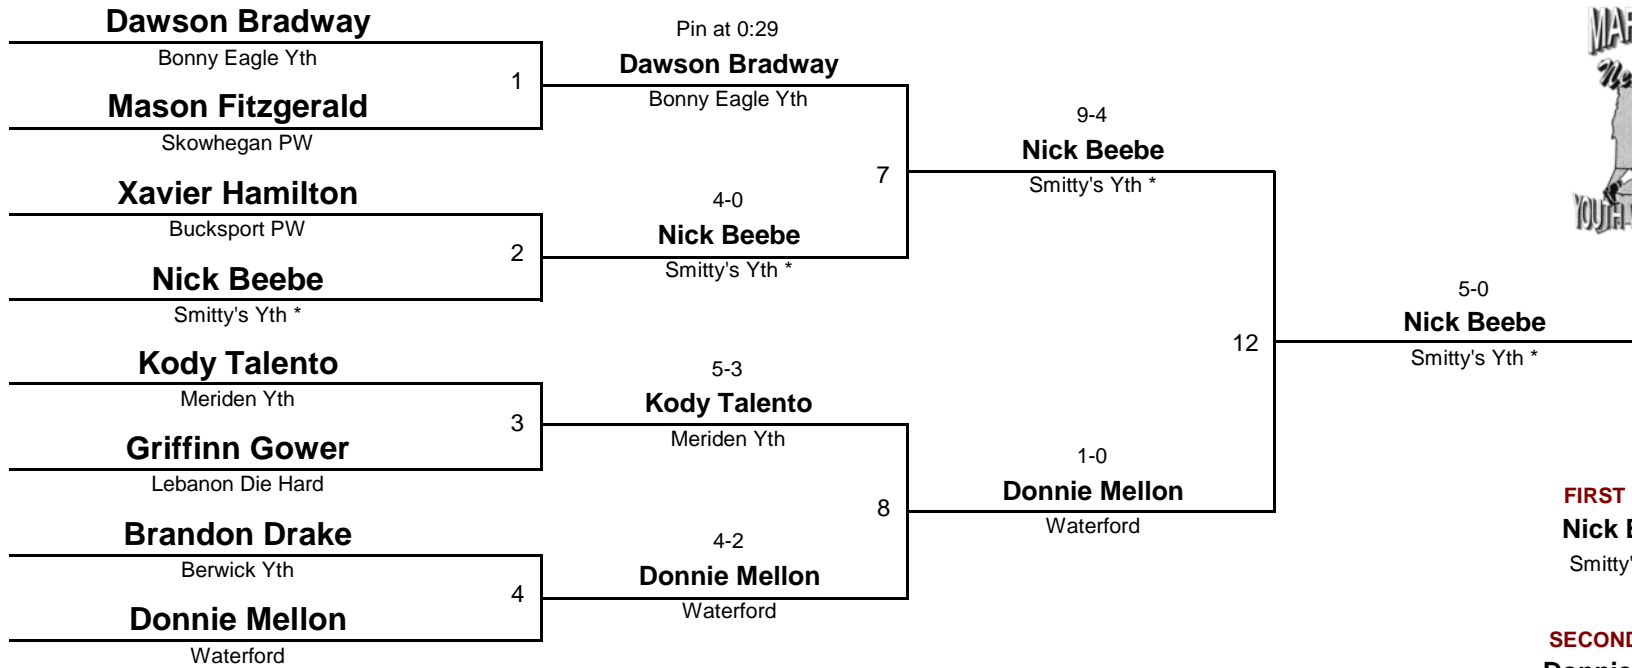 Dawson Bradway
Bonny Eagle Yth
1
Mason Fitzgerald
Skowhegan PW
Xavier Hamilton
Bucksport PW
2
Nick Beebe
Smitty's Yth *
Kody Talento
Meriden Yth
3
Griffinn Gower
Lebanon Die Hard
Brandon Drake
Berwick Yth
4
Donnie Mellon
Waterford
Pin at 0:29
Dawson Bradway
Bonny Eagle Yth
7
4-0
Nick Beebe
Smitty's Yth *
5-3
Kody Talento
Meriden Yth
8
4-2
Donnie Mellon
Waterford
9-4
Nick Beebe
Smitty's Yth *
12
1-0
Donnie Mellon
Waterford
5-0
Nick Beebe
Smitty's Yth *
YOUTH
FIRST
Nick
Smitty'
SECOND